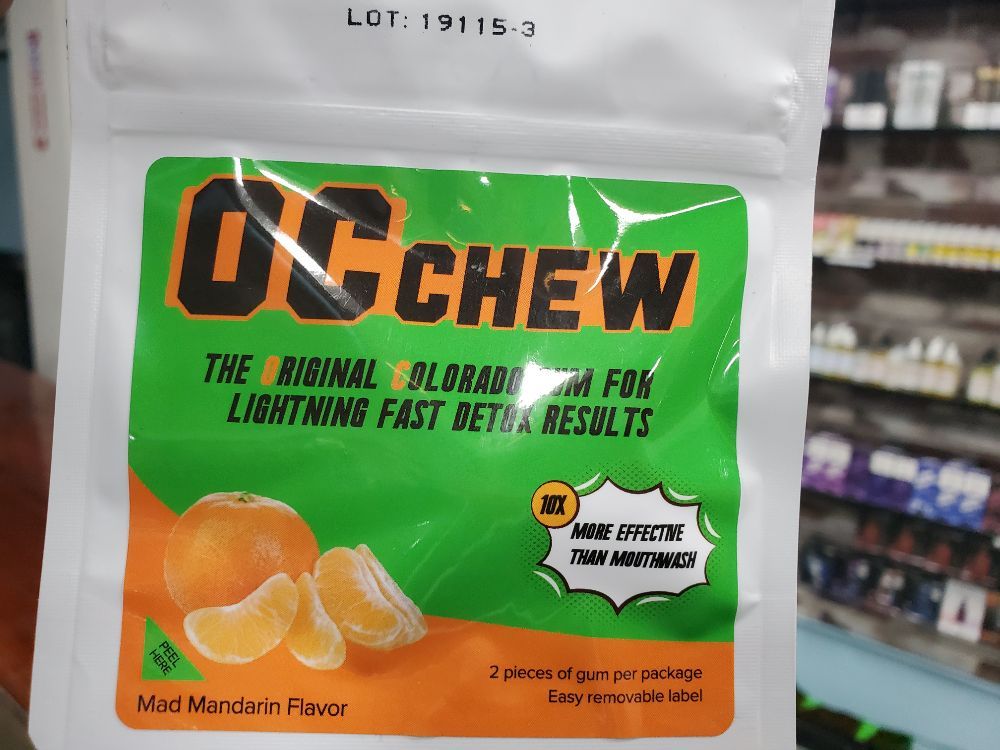 LOT: 19115-3
OC CHEW
THE ORIGINAL COLORADO GUM FOR
LIGHTNING FAST DETOX RESULTS
10X
MORE EFFECTIVE
THAN MOUTHWASH
PEEL
HERE
2 pieces of gum per package
Easy removable label
Mad Mandarin Flavor